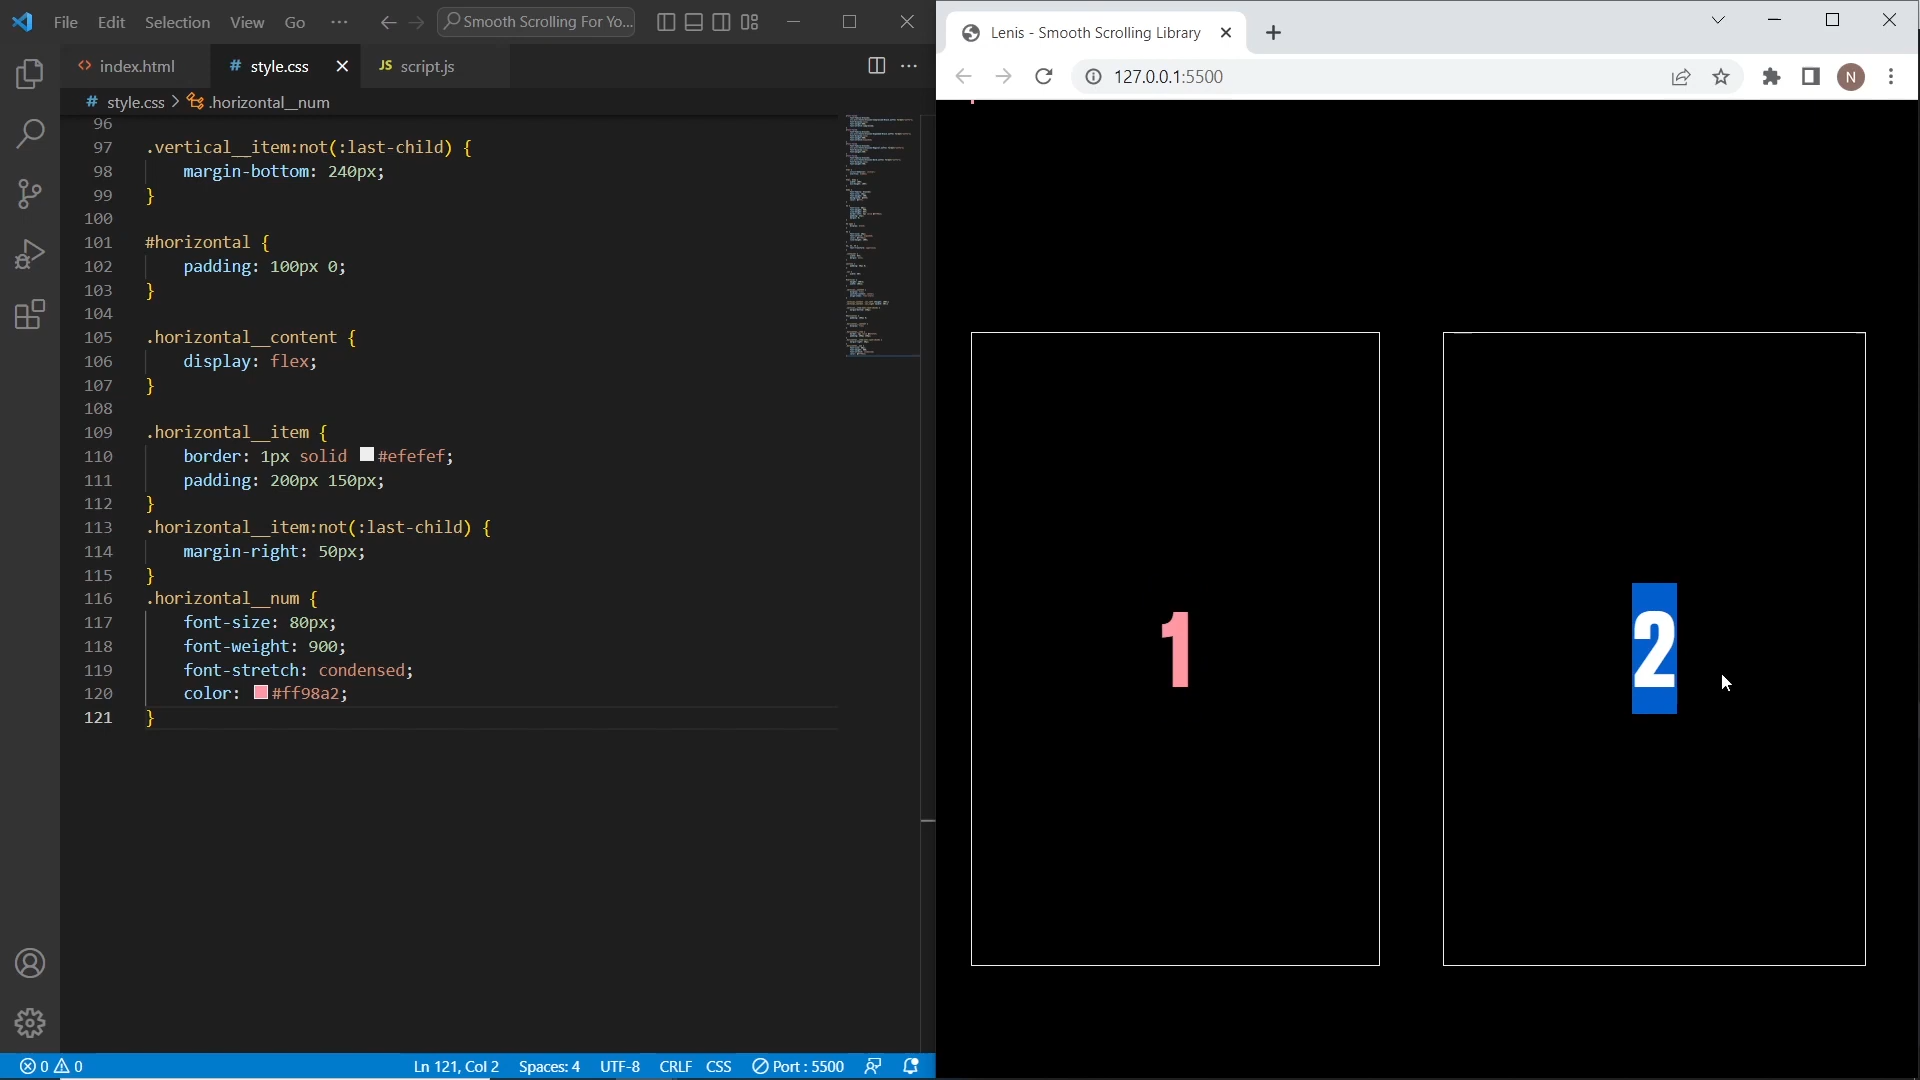 File Edit Selection View Go ··· Smooth Scrolling For Yo...
index.html # style.css JS script.js
# style.css > .horizontal__num
96
97 .vertical__item:not(:last-child) {
98 margin-bottom: 240px;
99 }
100
101 #horizontal {
102 padding: 100px 0;
103 }
104
105 .horizontal__content {
106 display: flex;
107 }
108
109 .horizontal__item {
110 border: 1px solid #efefef;
111 padding: 200px 150px;
112 }
113 .horizontal__item:not(:last-child) {
114 margin-right: 50px;
115 }
116 .horizontal__num {
117 font-size: 80px;
118 font-weight: 900;
119 font-stretch: condensed;
120 color: #ff98a2;
121 }
0 0 Ln 121, Col 2 Spaces: 4 UTF-8 CRLF CSS Port : 5500
Lenis - Smooth Scrolling Library
127.0.0.1:5500 N
1
2